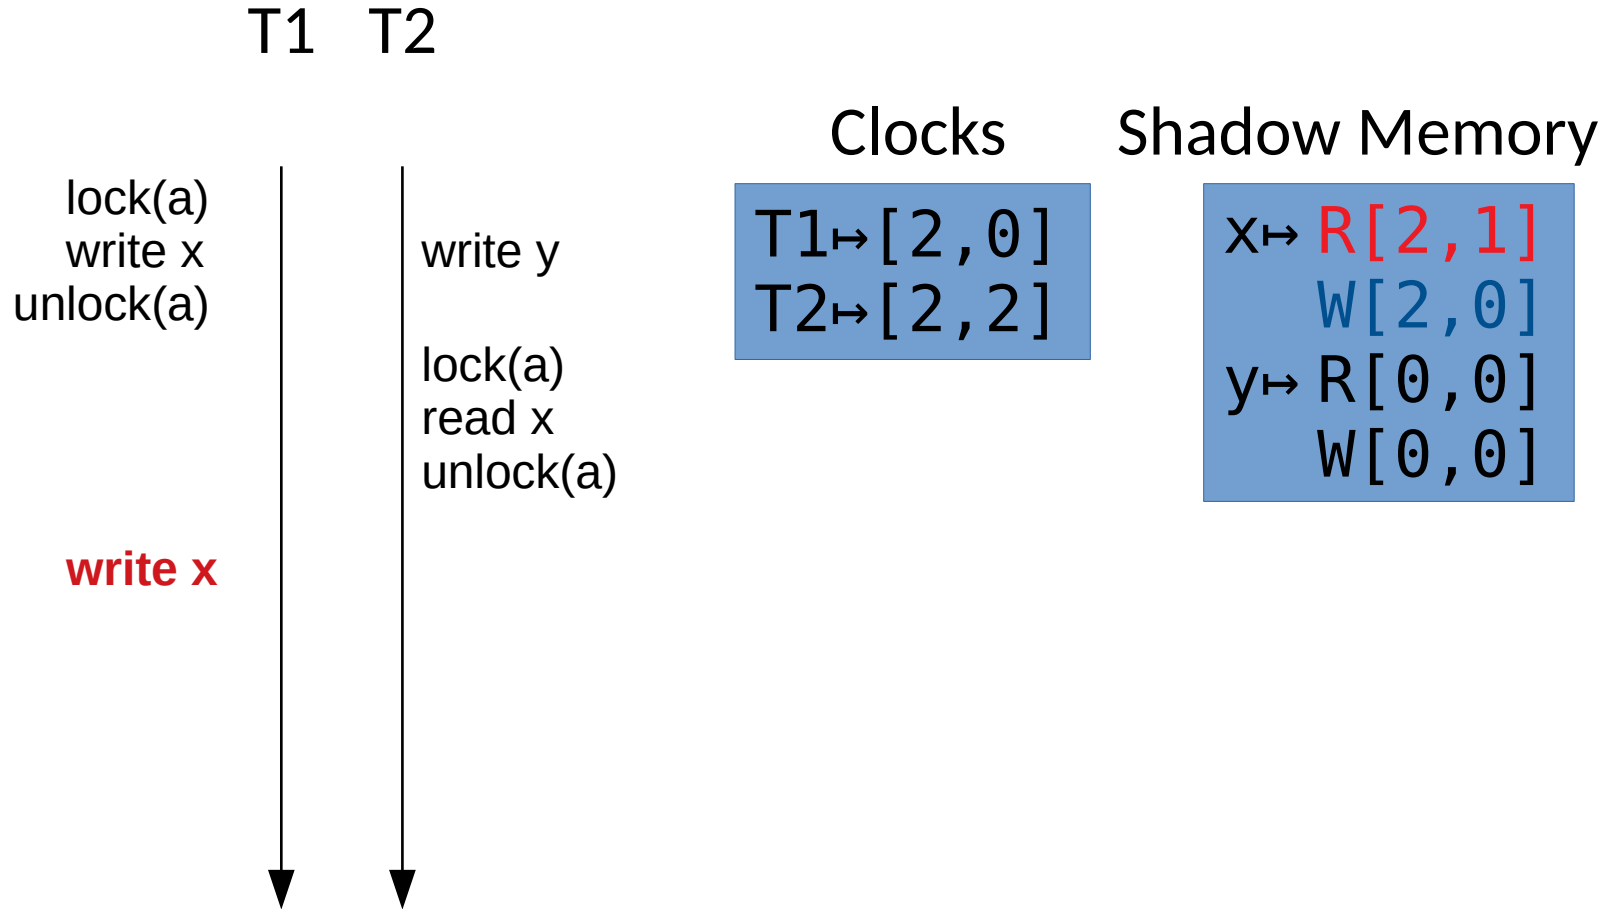 T1 T2
Clocks Shadow Memory
lock(a)
write x
unlock(a)
write y
lock(a)
read x
unlock(a)
write x
T1↦[2,0]
T2↦[2,2]
x↦ R[2,1]
W[2,0]
y↦ R[0,0]
W[0,0]